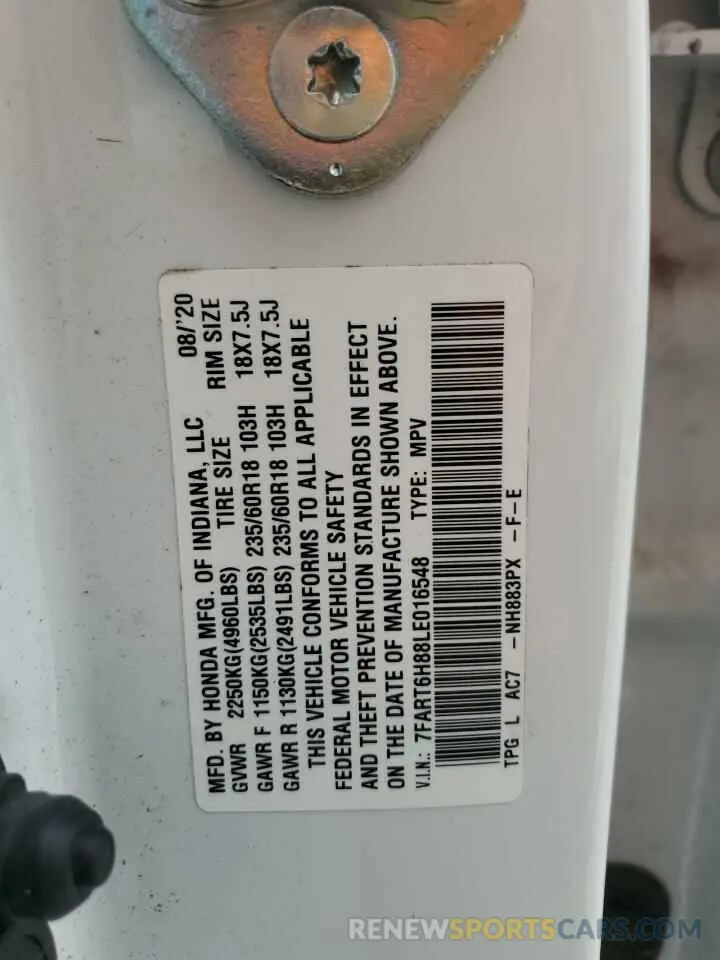 MFD. BY HONDA MFG. OF INDIANA, LLC 08/'20
GVWR 2250KG(4960LBS) TIRE SIZE RIM SIZE
GAWR F 1150KG(2535LBS) 235/60R18 103H 18X7.5J
GAWR R 1130KG(2491LBS) 235/60R18 103H 18X7.5J
THIS VEHICLE CONFORMS TO ALL APPLICABLE
FEDERAL MOTOR VEHICLE SAFETY
AND THEFT PREVENTION STANDARDS IN EFFECT
ON THE DATE OF MANUFACTURE SHOWN ABOVE.
V.I.N.: 7FART6H88LE016548 TYPE: MPV
TPG L AC7 -NH883PX -F-E
RENEWSPORTSCARS.COM